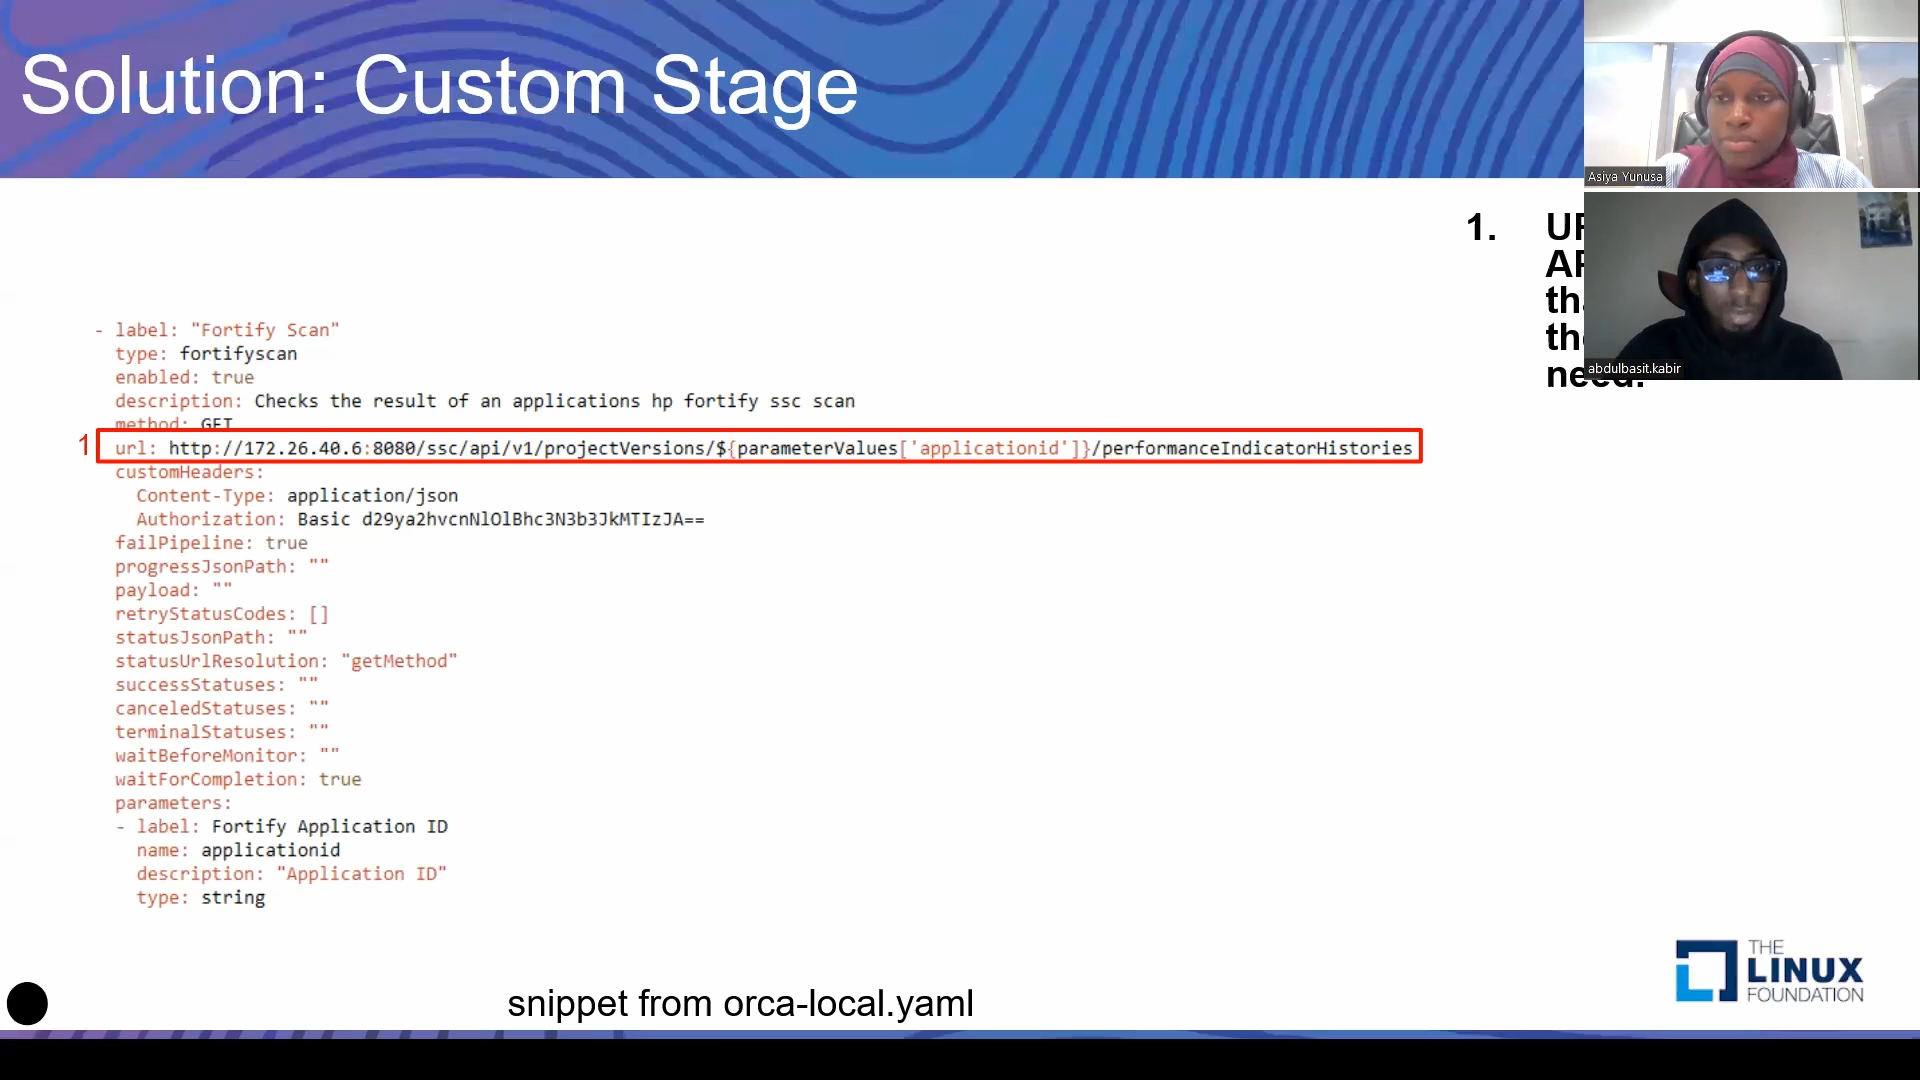 Solution: Custom Stage
Asiya Yunusa
abdulbasit.kabir
1.
need.
- label: "Fortify Scan"
type: fortifyscan
enabled: true
description: Checks the result of an applications hp fortify ssc scan
method: GET
1
url: http://172.26.40.6:8080/ssc/api/v1/projectVersions/${parameterValues['applicationid']}/performanceIndicatorHistories
customHeaders:
Content-Type: application/json
Authorization: Basic d29ya2hvcnNlOlBhc3N3b3JkMTIzJA==
failPipeline: true
progressJsonPath: ""
payload: ""
retryStatusCodes: []
statusJsonPath: ""
statusUrlResolution: "getMethod"
successStatuses: ""
canceledStatuses: ""
terminalStatuses: ""
waitBeforeMonitor: ""
waitForCompletion: true
parameters:
- label: Fortify Application ID
name: applicationid
description: "Application ID"
type: string
snippet from orca-local.yaml
THE
LINUX
FOUNDATION